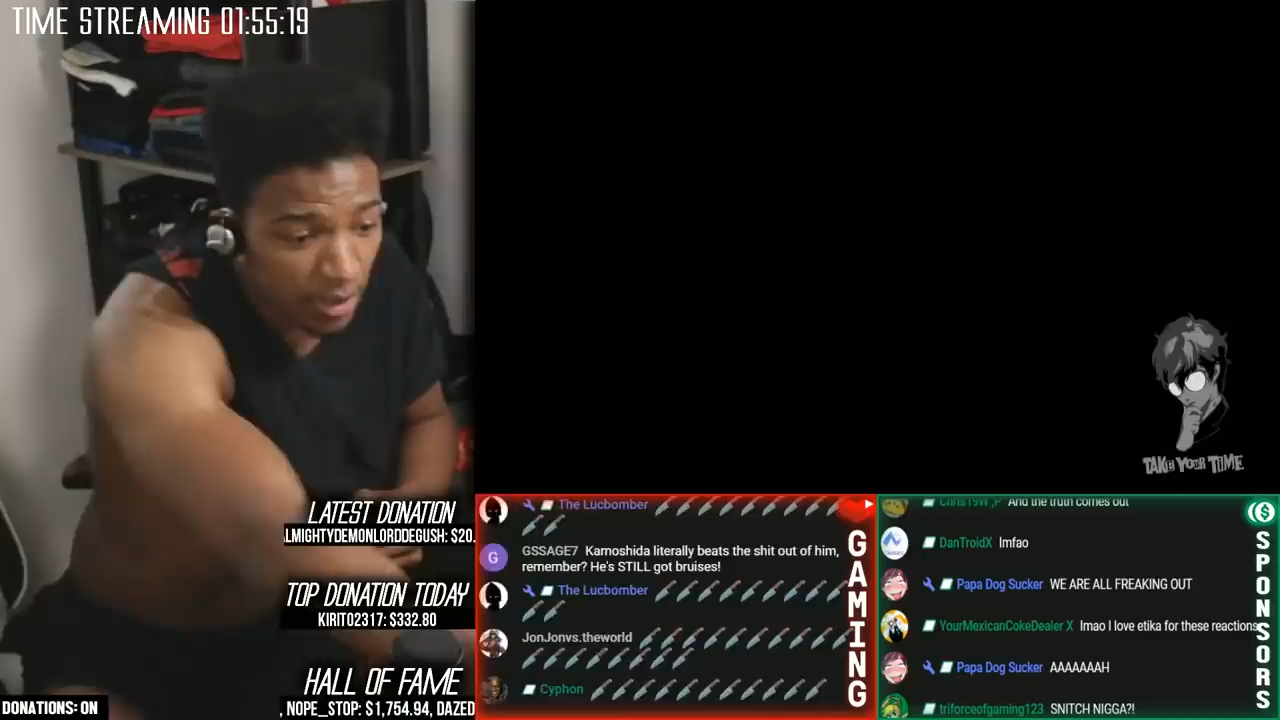 TIME STREAMING 01:55:19
TAKE YOUR TIME
LATEST DONATION
LMIGHTYDEMONLORDDEGUSH: $20.
TOP DONATION TODAY
KIRITO2317: $332.80
HALL OF FAME
, NOPE_STOP: $1,754.94, DAZED
DONATIONS: ON
The Lucbomber
GSSAGE7 Kamoshida literally beats the shit out of him,
remember? He's STILL got bruises!
The Lucbomber
JonJonvs.theworld
Cyphon
GAMING
Chris19W ;P And the truth comes out
DanTroidX lmfao
Papa Dog Sucker WE ARE ALL FREAKING OUT
YourMexicanCokeDealer X lmao I love etika for these reactions
Papa Dog Sucker AAAAAAAH
triforceofgaming123 SNITCH NIGGA?!
SPONSORS